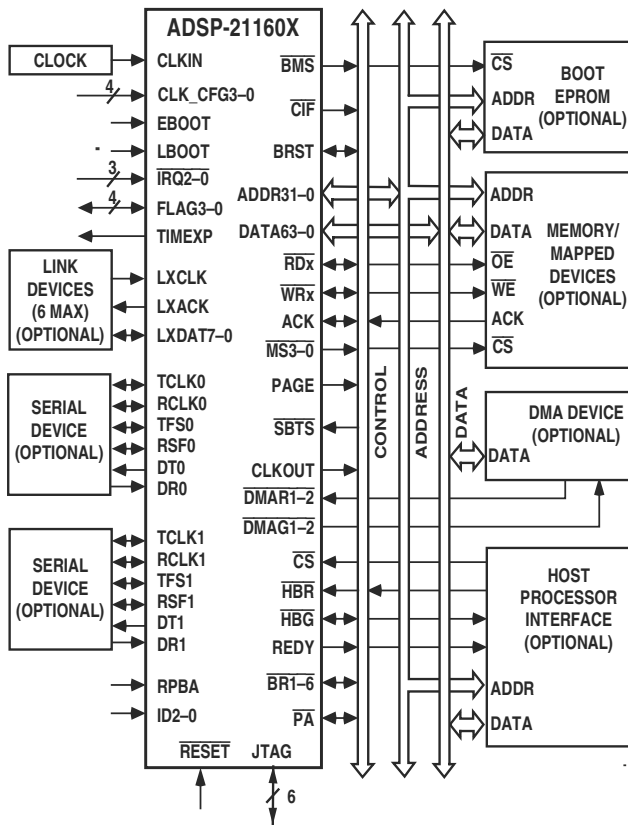 ADSP-21160X
CLOCK
CLKIN
4
CLK_CFG3–0
EBOOT
LBOOT
3
IRQ2–0
4
FLAG3–0
TIMEXP
LINK
DEVICES
(6 MAX)
(OPTIONAL)
LXCLK
LXACK
LXDAT7–0
SERIAL
DEVICE
(OPTIONAL)
TCLK0
RCLK0
TFS0
RSF0
DT0
DR0
SERIAL
DEVICE
(OPTIONAL)
TCLK1
RCLK1
TFS1
RSF1
DT1
DR1
RPBA
ID2–0
RESET
JTAG
6
BMS
CIF
BRST
ADDR31–0
DATA63–0
RDx
WRx
ACK
MS3–0
PAGE
SBTS
CLKOUT
DMAR1–2
DMAG1–2
CS
HBR
HBG
REDY
BR1–6
PA
CONTROL
ADDRESS
DATA
CS
ADDR
DATA
BOOT
EPROM
(OPTIONAL)
ADDR
DATA
OE
WE
ACK
CS
MEMORY/
MAPPED
DEVICES
(OPTIONAL)
DMA DEVICE
(OPTIONAL)
DATA
HOST
PROCESSOR
INTERFACE
(OPTIONAL)
ADDR
DATA